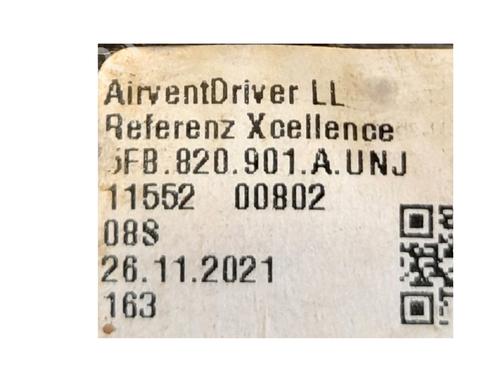 AirventDriver LL
Referenz Xcellence
5FB.820.901.A.UNJ
11552 00802
08S
26.11.2021
163